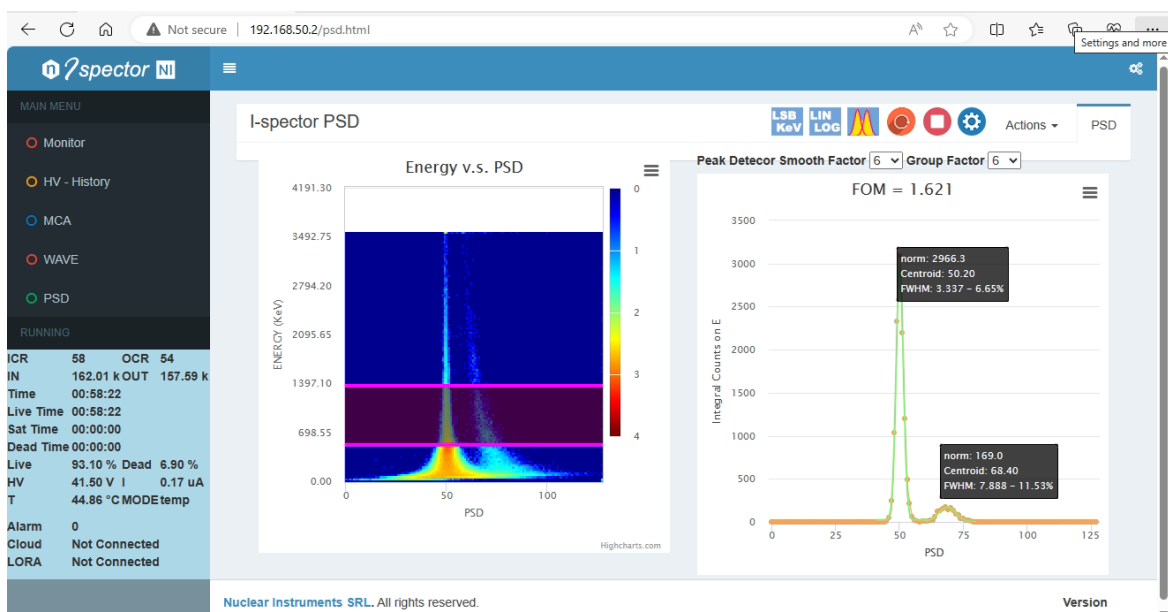 Not secure | 192.168.50.2/psd.html
Settings and more
n ?spector NI
MAIN MENU
Monitor
HV - History
MCA
WAVE
PSD
RUNNING
ICR 58 OCR 54
IN 162.01 k OUT 157.59 k
Time 00:58:22
Live Time 00:58:22
Sat Time 00:00:00
Dead Time 00:00:00
Live 93.10 % Dead 6.90 %
HV 41.50 V I 0.17 uA
T 44.86 °C MODE temp
Alarm 0
Cloud Not Connected
LORA Not Connected
I-spector PSD
LSB KeV
LIN LOG
Actions
PSD
Energy v.s. PSD
4191.30
3492.75
2794.20
2095.65
1397.10
698.55
0.00
ENERGY (KeV)
0
50
100
PSD
0
1
2
3
4
Highcharts.com
Peak Detecor Smooth Factor 6 Group Factor 6
FOM = 1.621
3500
3000
2500
2000
1500
1000
500
0
Integral Counts on E
norm: 2966.3
Centroid: 50.20
FWHM: 3.337 – 6.65%
norm: 169.0
Centroid: 68.40
FWHM: 7.888 – 11.53%
0
25
50
75
100
125
PSD
Nuclear Instruments SRL. All rights reserved.
Version